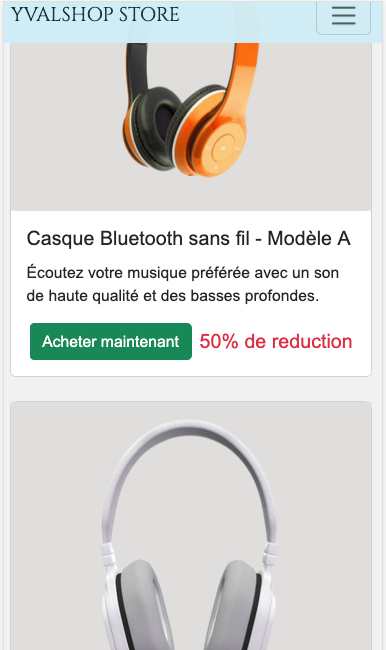 YVALSHOP STORE
Casque Bluetooth sans fil - Modèle A
Écoutez votre musique préférée avec un son
de haute qualité et des basses profondes.
Acheter maintenant 50% de reduction